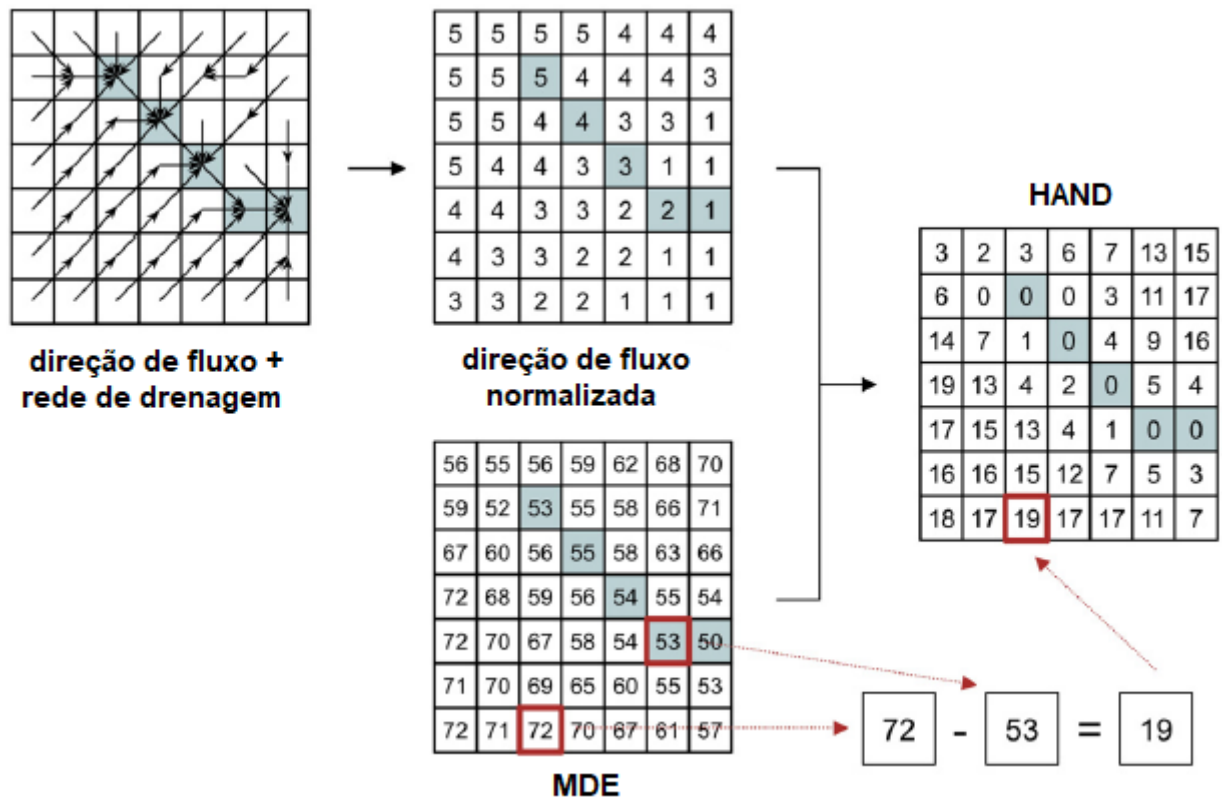 5 5 5 5 4 4 4
5 5 5 4 4 4 3
5 5 4 4 3 3 1
5 4 4 3 3 1 1
4 4 3 3 2 2 1
4 3 3 2 2 1 1
3 3 2 2 1 1 1
direção de fluxo +
rede de drenagem
direção de fluxo
normalizada
56 55 56 59 62 68 70
59 52 53 55 58 66 71
67 60 56 55 58 63 66
72 68 59 56 54 55 54
72 70 67 58 54 53 50
71 70 69 65 60 55 53
72 71 72 70 67 61 57
MDE
HAND
3 2 3 6 7 13 15
6 0 0 0 3 11 17
14 7 1 0 4 9 16
19 13 4 2 0 5 4
17 15 13 4 1 0 0
16 16 15 12 7 5 3
18 17 19 17 17 11 7
72 - 53 = 19